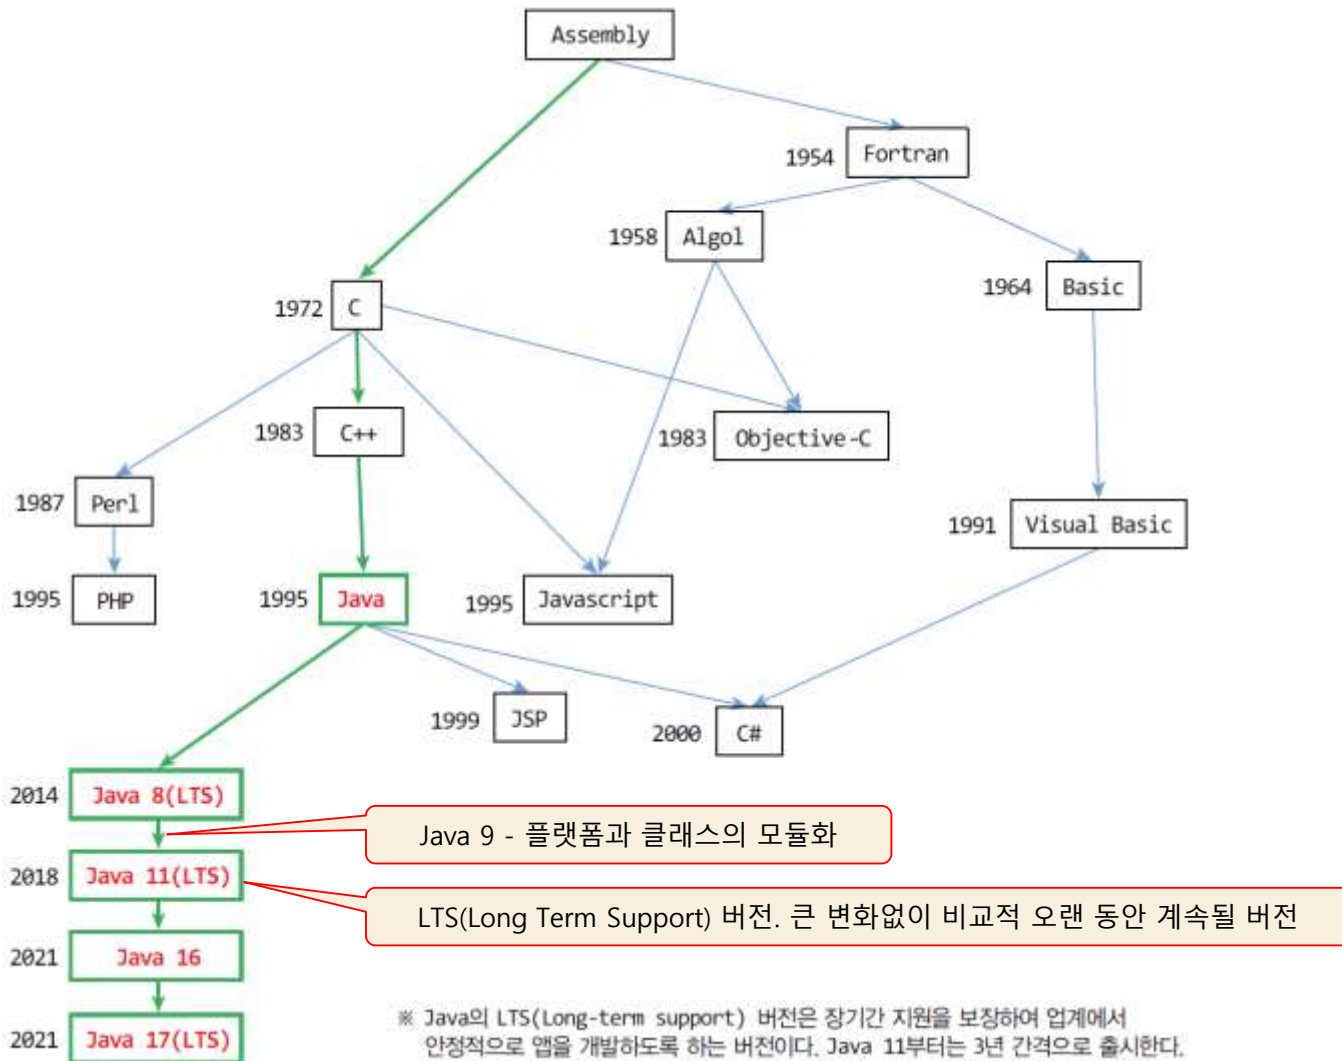 Assembly
1954 Fortran
1958 Algol
1964 Basic
1972 C
1983 C++
1983 Objective-C
1987 Perl
1991 Visual Basic
1995 PHP
1995 Java
1995 Javascript
1999 JSP
2000 C#
2014 Java 8(LTS)
Java 9 - 플랫폼과 클래스의 모듈화
2018 Java 11(LTS)
LTS(Long Term Support) 버전. 큰 변화없이 비교적 오랜 동안 계속될 버전
2021 Java 16
2021 Java 17(LTS)
※ Java의 LTS(Long-term support) 버전은 장기간 지원을 보장하여 업계에서
안정적으로 앱을 개발하도록 하는 버전이다. Java 11부터는 3년 간격으로 출시한다.